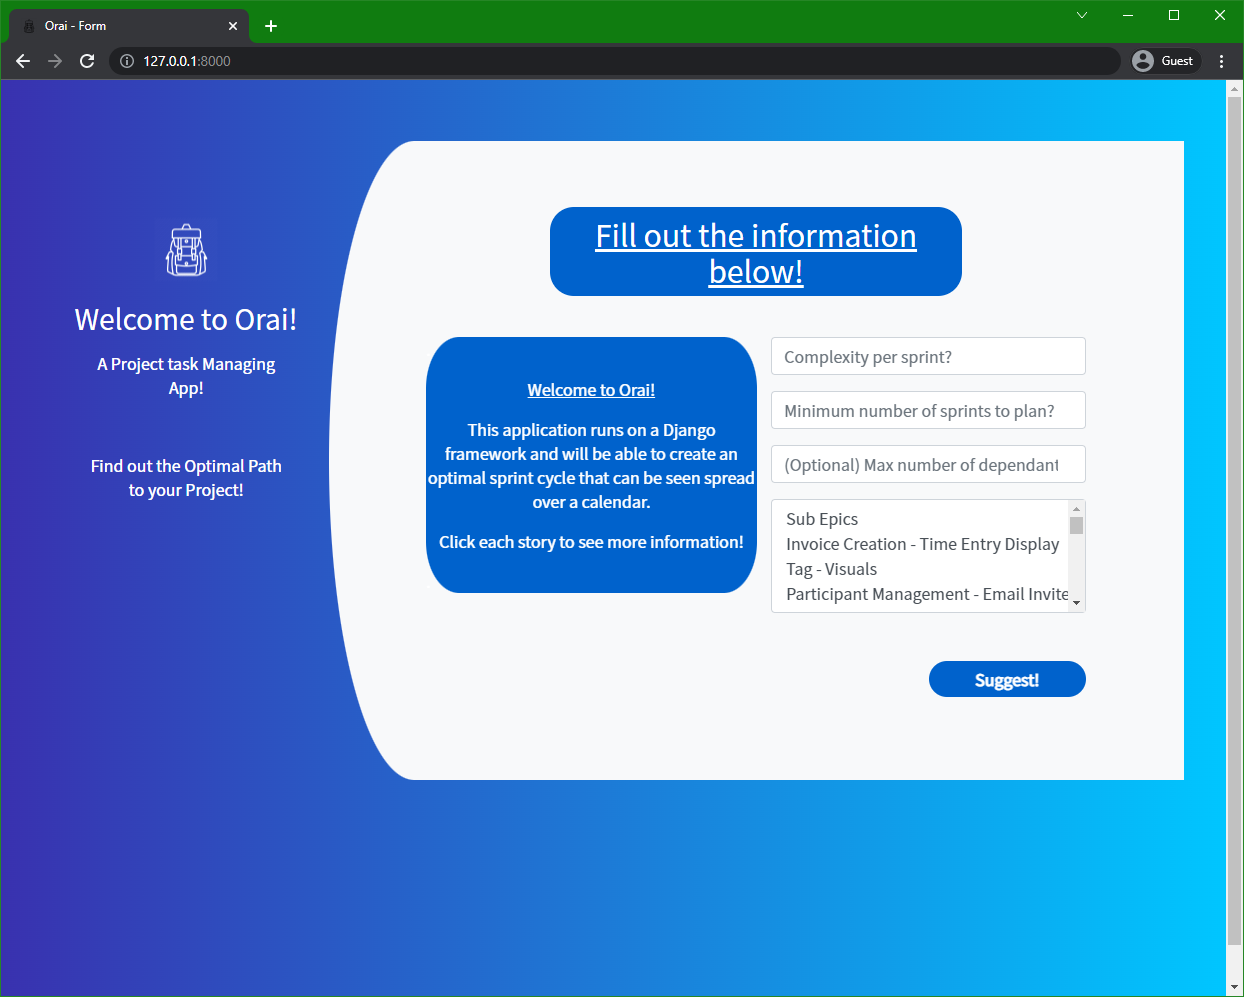 Orai - Form
127.0.0.1:8000
Guest
Welcome to Orai!
A Project task Managing
App!
Find out the Optimal Path
to your Project!
Fill out the information
below!
Welcome to Orai!
This application runs on a Django
framework and will be able to create an
optimal sprint cycle that can be seen spread
over a calendar.
Click each story to see more information!
Complexity per sprint?
Minimum number of sprints to plan?
(Optional) Max number of dependant
Sub Epics
Invoice Creation - Time Entry Display
Tag - Visuals
Participant Management - Email Invite
Suggest!